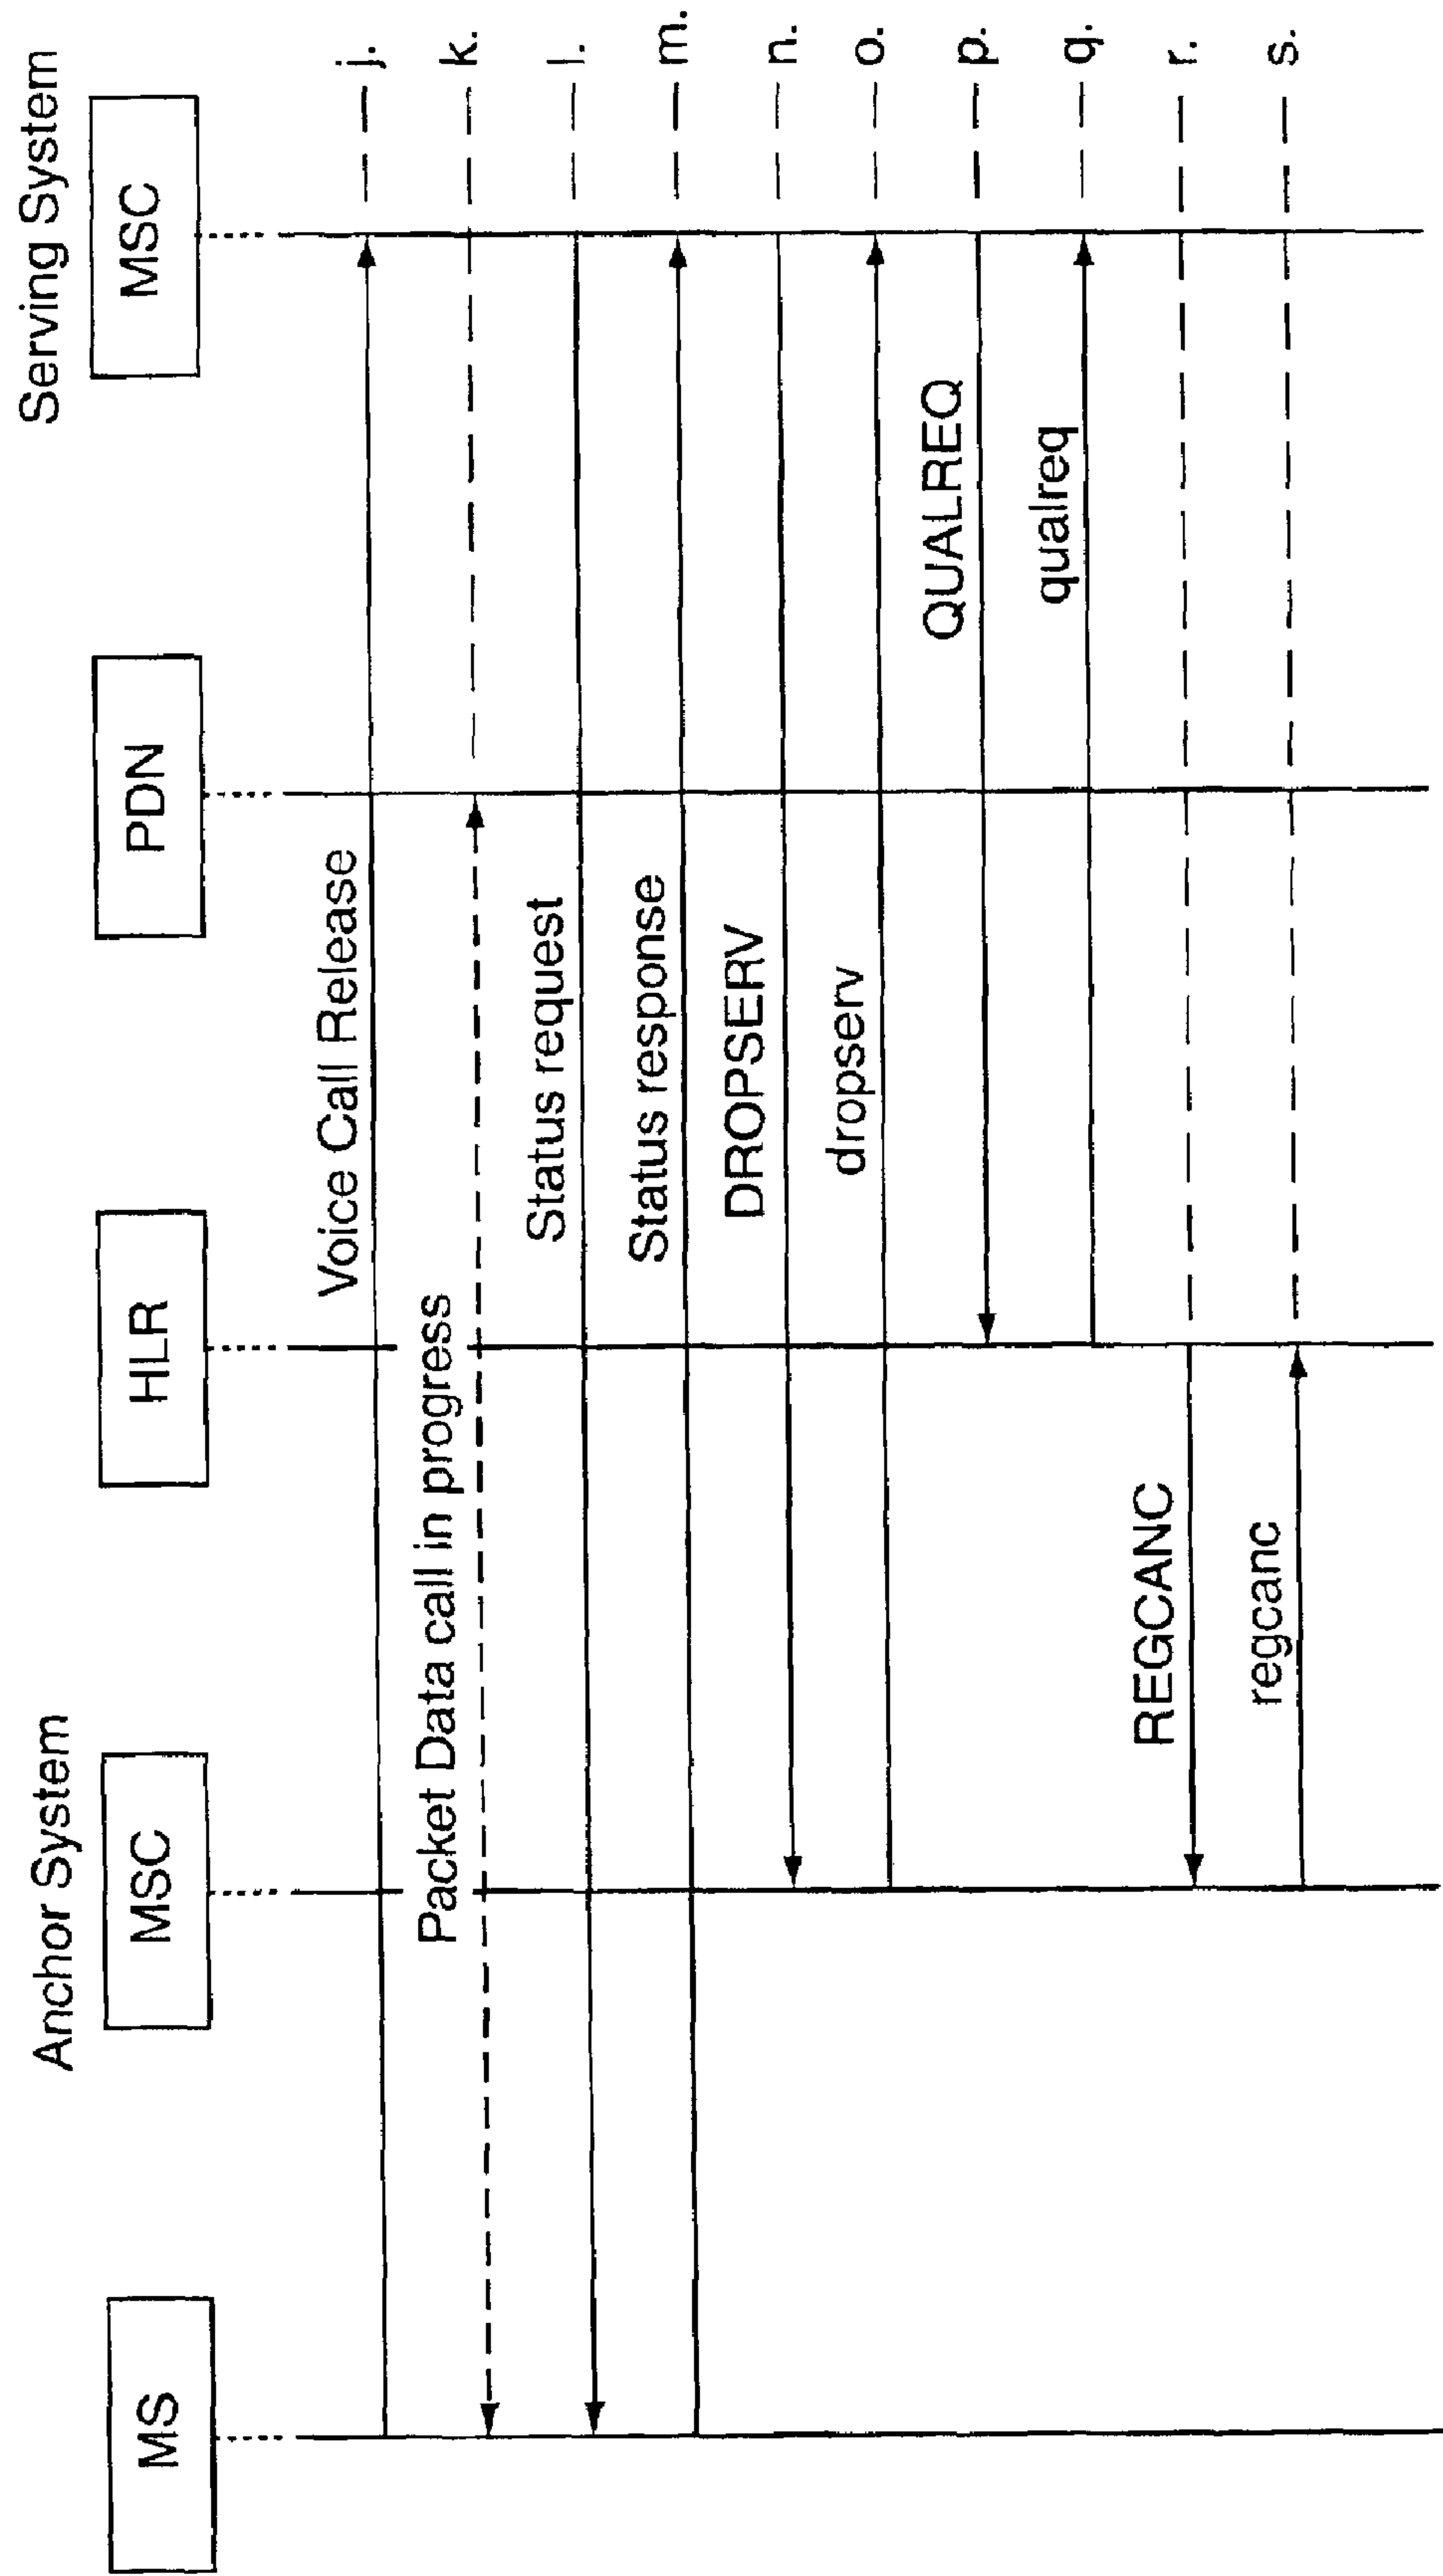 Anchor System
Serving System
MS
MSC
HLR
PDN
MSC
Voice Call Release
j.
Packet Data call in progress
k.
Status request
l.
Status response
m.
DROPSERV
n.
dropserv
o.
QUALREQ
p.
qualreq
q.
REGCANC
r.
regcanc
s.